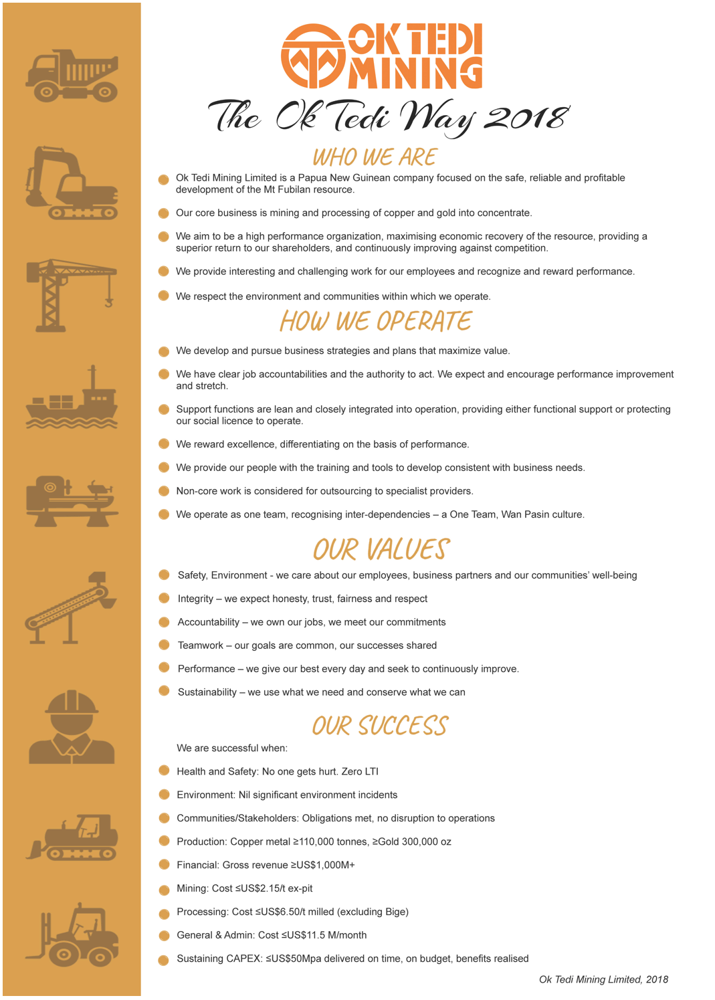 OK TEDI
MINING
The Ok Tedi Way 2018
WHO WE ARE
Ok Tedi Mining Limited is a Papua New Guinean company focused on the safe, reliable and profitable
development of the Mt Fubilan resource.
Our core business is mining and processing of copper and gold into concentrate.
We aim to be a high performance organization, maximising economic recovery of the resource, providing a
superior return to our shareholders, and continuously improving against competition.
We provide interesting and challenging work for our employees and recognize and reward performance.
We respect the environment and communities within which we operate.
HOW WE OPERATE
We develop and pursue business strategies and plans that maximize value.
We have clear job accountabilities and the authority to act. We expect and encourage performance improvement
and stretch.
Support functions are lean and closely integrated into operation, providing either functional support or protecting
our social licence to operate.
We reward excellence, differentiating on the basis of performance.
We provide our people with the training and tools to develop consistent with business needs.
Non-core work is considered for outsourcing to specialist providers.
We operate as one team, recognising inter-dependencies – a One Team, Wan Pasin culture.
OUR VALUES
Safety, Environment - we care about our employees, business partners and our communities’ well-being
Integrity – we expect honesty, trust, fairness and respect
Accountability – we own our jobs, we meet our commitments
Teamwork – our goals are common, our successes shared
Performance – we give our best every day and seek to continuously improve.
Sustainability – we use what we need and conserve what we can
OUR SUCCESS
We are successful when:
Health and Safety: No one gets hurt. Zero LTI
Environment: Nil significant environment incidents
Communities/Stakeholders: Obligations met, no disruption to operations
Production: Copper metal ≥110,000 tonnes, ≥Gold 300,000 oz
Financial: Gross revenue ≥US$1,000M+
Mining: Cost ≤US$2.15/t ex-pit
Processing: Cost ≤US$6.50/t milled (excluding Bige)
General & Admin: Cost ≤US$11.5 M/month
Sustaining CAPEX: ≤US$50Mpa delivered on time, on budget, benefits realised
Ok Tedi Mining Limited, 2018